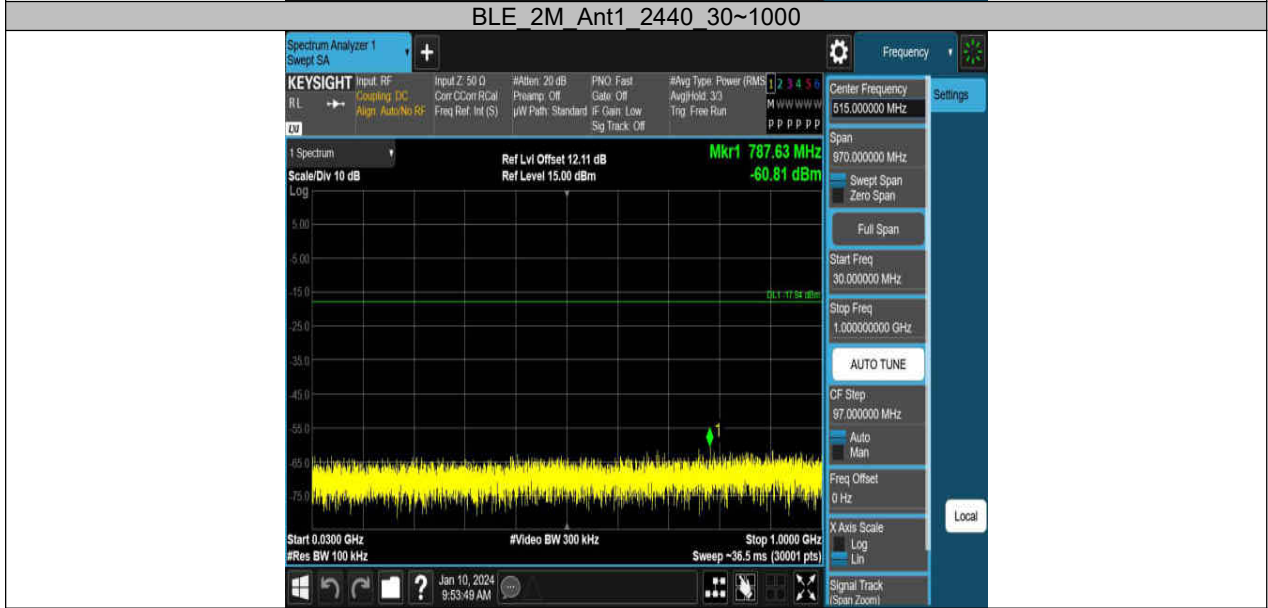 BLE_2M_Ant1_2440_30~1000
Spectrum Analyzer 1
Swept SA
+
Frequency
KEYSIGHT
RL
LXI
Input: RF
Coupling: DC
Align: Auto/No RF
Input Z: 50 Ω
Corr CCorr RCal
Freq Ref: Int (S)
#Atten: 20 dB
Preamp: Off
µW Path: Standard
PNO: Fast
Gate: Off
IF Gain: Low
Sig Track: Off
#Avg Type: Power (RMS
Avg|Hold: 3/3
Trig: Free Run
1 2 3 4 5 6
M W W W W W
P P P P P P
Center Frequency
515.000000 MHz
Settings
Span
970.000000 MHz
Swept Span
Zero Span
Full Span
Start Freq
30.000000 MHz
Stop Freq
1.000000000 GHz
AUTO TUNE
CF Step
97.000000 MHz
Auto
Man
Freq Offset
0 Hz
X Axis Scale
Log
Lin
Signal Track
(Span Zoom)
Local
1 Spectrum
Scale/Div 10 dB
Ref Lvl Offset 12.11 dB
Ref Level 15.00 dBm
Mkr1 787.63 MHz
-60.81 dBm
Log
5.00
-5.00
-15.0
DL1 -17.84 dBm
-25.0
-35.0
-45.0
-55.0
1
-65.0
-75.0
Start 0.0300 GHz
#Video BW 300 kHz
Stop 1.0000 GHz
#Res BW 100 kHz
Sweep ~36.5 ms (30001 pts)
?
Jan 10, 2024
9:53:49 AM